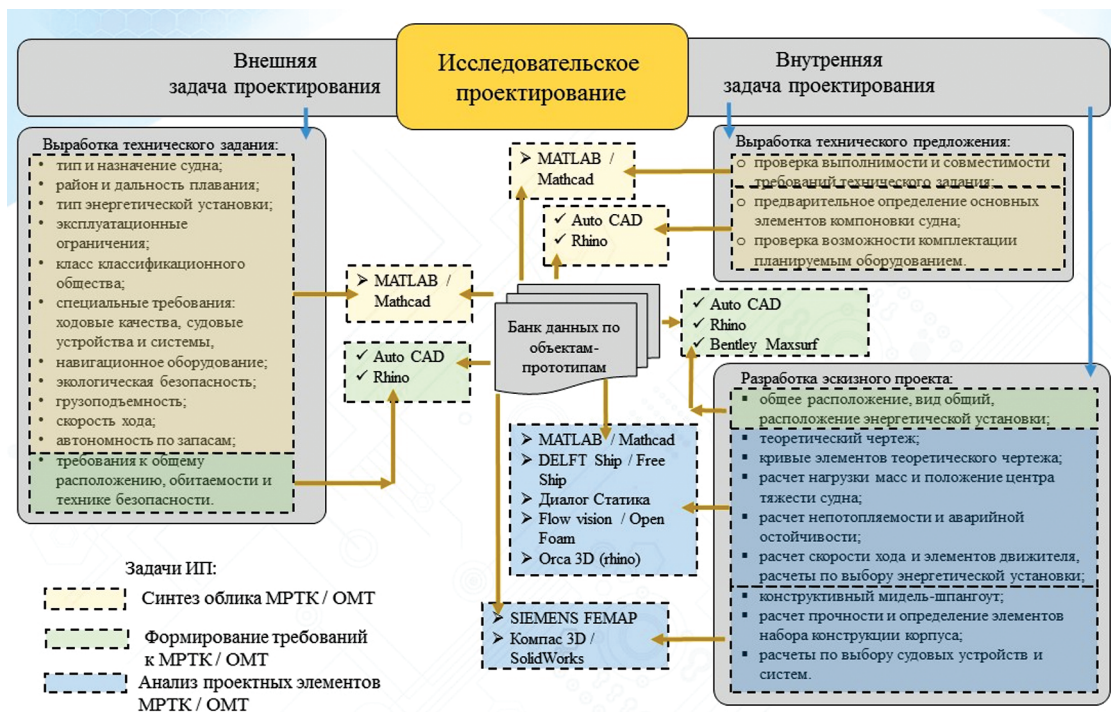 Внешняя
задача проектирования
Исследовательское
проектирование
Внутренняя
задача проектирования
Выработка технического задания:
• тип и назначение судна;
• район и дальность плавания;
• тип энергетической установки;
• эксплуатационные
ограничения;
• класс классификационного
общества;
• специальные требования:
ходовые качества, судовые
устройства и системы,
• навигационное оборудование;
• экологическая безопасность;
• грузоподъемность;
• скорость хода;
• автономность по запасам;
• требования к общему
расположению, обитаемости и
технике безопасности.
➢ MATLAB /
Mathcad
✓ Auto CAD
✓ Rhino
➢ MATLAB /
Mathcad
✓ Auto CAD
✓ Rhino
Банк данных по
объектам-
прототипам
✓ Auto CAD
✓ Rhino
✓ Bentley Maxsurf
➢ MATLAB / Mathcad
➢ DELFT Ship / Free
Ship
➢ Диалог Статика
➢ Flow vision / Open
Foam
➢ Orca 3D (rhino)
➢ SIEMENS FEMAP
➢ Компас 3D /
SolidWorks
Выработка технического предложения:
o проверка выполнимости и совместимости
требований технического задания;
o предварительное определение основных
элементов компоновки судна;
o проверка возможности комплектации
планируемым оборудованием.
Разработка эскизного проекта:
▪ общее расположение, вид общий,
расположение энергетической установки;
▪ теоретический чертеж;
▪ кривые элементов теоретического чертежа;
▪ расчет нагрузки масс и положение центра
тяжести судна;
▪ расчет непотопляемости и аварийной
остойчивости;
▪ расчет скорости хода и элементов движителя,
расчеты по выбору энергетической установки;
▪ конструктивный мидель-шпангоут;
▪ расчет прочности и определение элементов
набора конструкции корпуса;
▪ расчеты по выбору судовых устройств и
систем.
Задачи ИП:
Синтез облика МРТК / ОМТ
Формирование требований
к МРТК / ОМТ
Анализ проектных элементов
МРТК / ОМТ